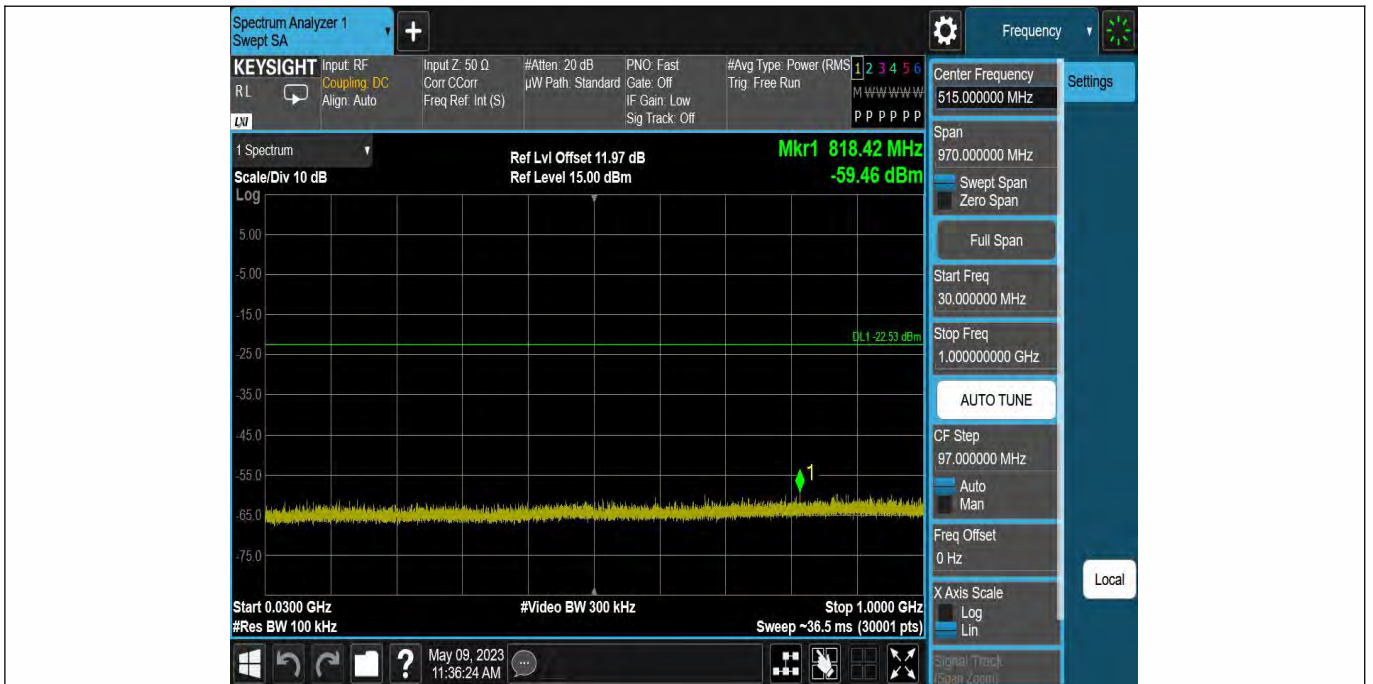 Spectrum Analyzer 1
Swept SA
+
Frequency
KEYSIGHT
RL
LXI
Input: RF
Coupling: DC
Align: Auto
Input Z: 50 Ω
Corr CCorr
Freq Ref: Int (S)
#Atten: 20 dB
µW Path: Standard
PNO: Fast
Gate: Off
IF Gain: Low
Sig Track: Off
#Avg Type: Power (RMS
Trig: Free Run
1 2 3 4 5 6
M W W W W W
P P P P P P
1 Spectrum
Scale/Div 10 dB
Log
Ref Lvl Offset 11.97 dB
Ref Level 15.00 dBm
Mkr1 818.42 MHz
-59.46 dBm
5.00
-5.00
-15.0
DL1 -22.53 dBm
-25.0
-35.0
-45.0
-55.0
1
-65.0
-75.0
Start 0.0300 GHz
#Res BW 100 kHz
#Video BW 300 kHz
Stop 1.0000 GHz
Sweep ~36.5 ms (30001 pts)
?
May 09, 2023
11:36:24 AM
Center Frequency
515.000000 MHz
Span
970.000000 MHz
Swept Span
Zero Span
Full Span
Start Freq
30.000000 MHz
Stop Freq
1.000000000 GHz
AUTO TUNE
CF Step
97.000000 MHz
Auto
Man
Freq Offset
0 Hz
X Axis Scale
Log
Lin
Signal Track
(Span Zoom)
Settings
Local